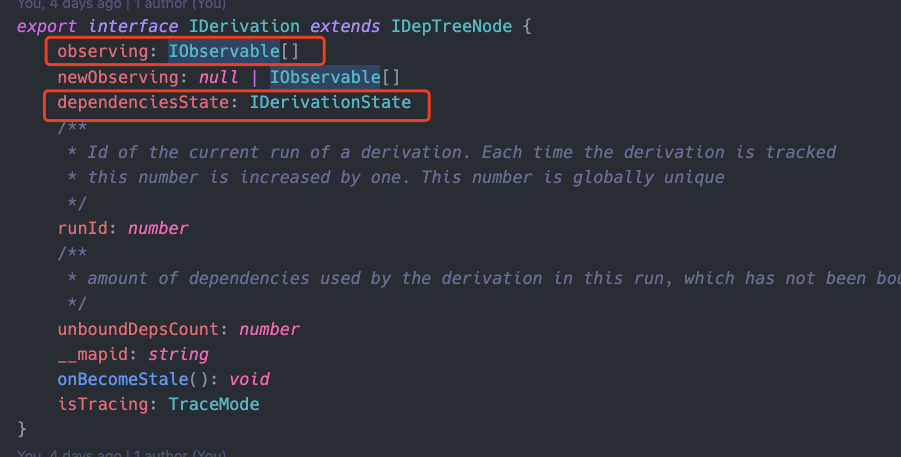 You, 4 days ago | 1 author (You)
export interface IDerivation extends IDepTreeNode {
observing: IObservable[]
newObserving: null | IObservable[]
dependenciesState: IDerivationState
/**
* Id of the current run of a derivation. Each time the derivation is tracked
* this number is increased by one. This number is globally unique
*/
runId: number
/**
* amount of dependencies used by the derivation in this run, which has not been bou
*/
unboundDepsCount: number
__mapid: string
onBecomeStale(): void
isTracing: TraceMode
}
You, 4 days ago | 1 author (You)